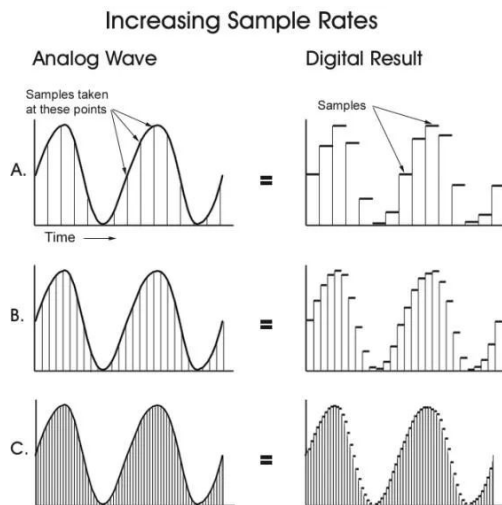 Increasing Sample Rates
Analog Wave
Digital Result
Samples taken
at these points
Samples
A.
=
Time
B.
=
C.
=